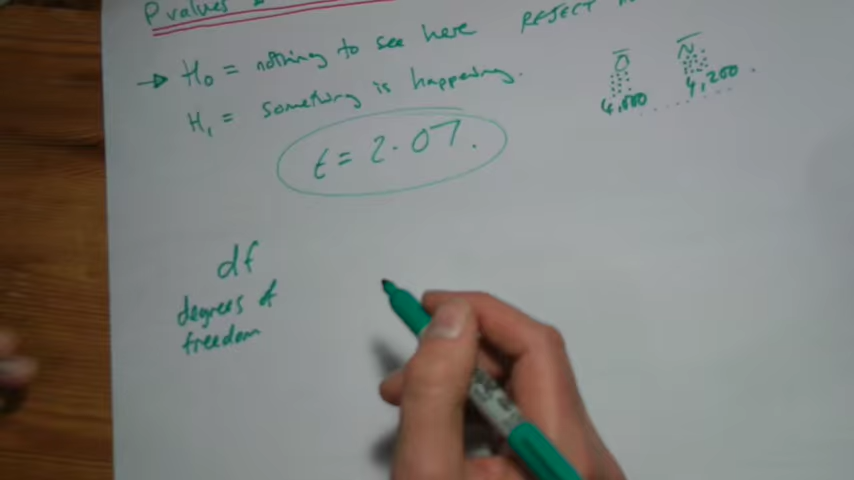 P values
H0 = nothing to see here
REJECT
H1 = something is happening.
Ō N̄
4,000 4,200
t = 2.07.
df
degrees of
freedom